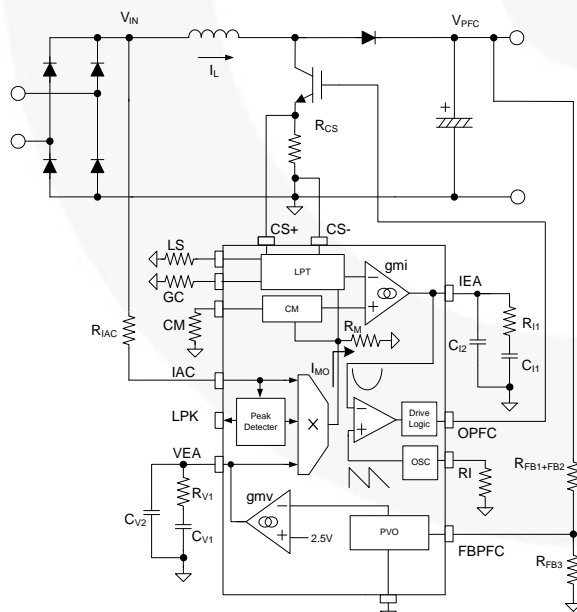 VIN
VPFC
IL
+
RCS
CS+
CS-
LS
LPT
gmi
IEA
GC
CM
CM
RM
RI1
RIAC
CI2
CI1
IMO
IAC
LPK
Peak
Detecter
X
Drive
Logic
OPFC
VEA
OSC
RI
RFB1+FB2
RV1
gmv
CV2
CV1
2.5V
PVO
FBPFC
RFB3